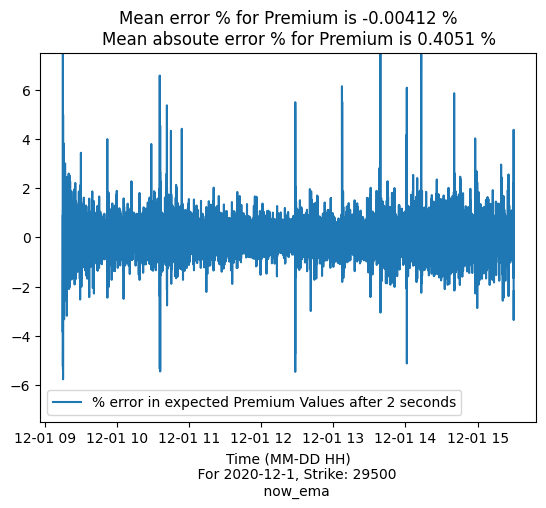 Mean error % for Premium is -0.00412 %
Mean absoute error % for Premium is 0.4051 %
6
4
2
0
−2
−4
−6
% error in expected Premium Values after 2 seconds
12-01 09 12-01 10 12-01 11 12-01 12 12-01 13 12-01 14 12-01 15
Time (MM-DD HH)
For 2020-12-1, Strike: 29500
now_ema